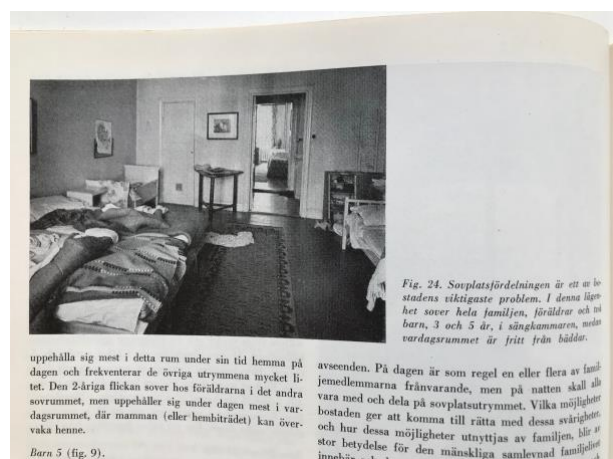 Fig. 24. Sovplatsfördelningen är ett av bo-
stadens viktigaste problem. I denna lägen-
het sover hela familjen, föräldrar och två
barn, 3 och 5 år, i sängkammaren, medan
vardagsrummet är fritt från bäddar.
uppehålla sig mest i detta rum under sin tid hemma på
dagen och frekventerar de övriga utrymmena mycket li-
tet. Den 2-åriga flickan sover hos föräldrarna i det andra
sovrummet, men uppehåller sig under dagen mest i var-
dagsrummet, där mamman (eller hembiträdet) kan över-
vaka henne.
Barn 5 (fig. 9).
avseenden. På dagen är som regel en eller flera av famil-
jemedlemmarna frånvarande, men på natten skall alla
vara med och dela på sovplatsutrymmet. Vilka möjligheter
bostaden ger att komma till rätta med dessa svårigheter,
och hur dessa möjligheter utnyttjas av familjen, blir av
stor betydelse för den mänskliga samlevnad familjelivet
innebär